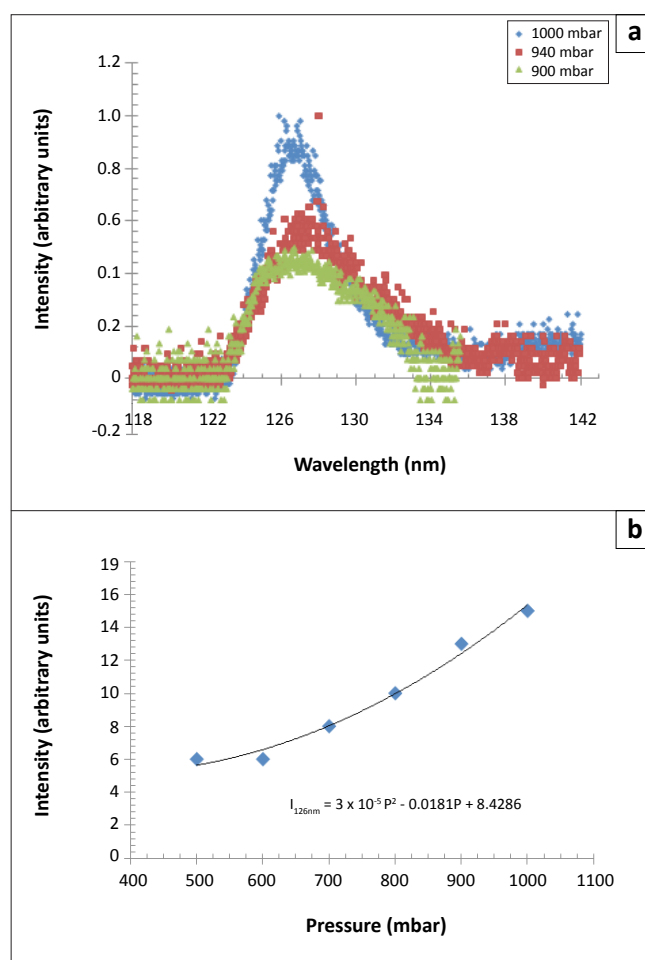 a
1000 mbar
940 mbar
900 mbar
1.2
1.0
0.8
0.6
0.1
0.2
0
-0.2
118 122 126 130 134 138 142
Intensity (arbitrary units)
Wavelength (nm)
b
19
16
14
12
10
8
6
4
2
0
400 500 600 700 800 900 1000 1100
Intensity (arbitrary units)
I126nm = 3 x 10⁻⁵ P² - 0.0181P + 8.4286
Pressure (mbar)